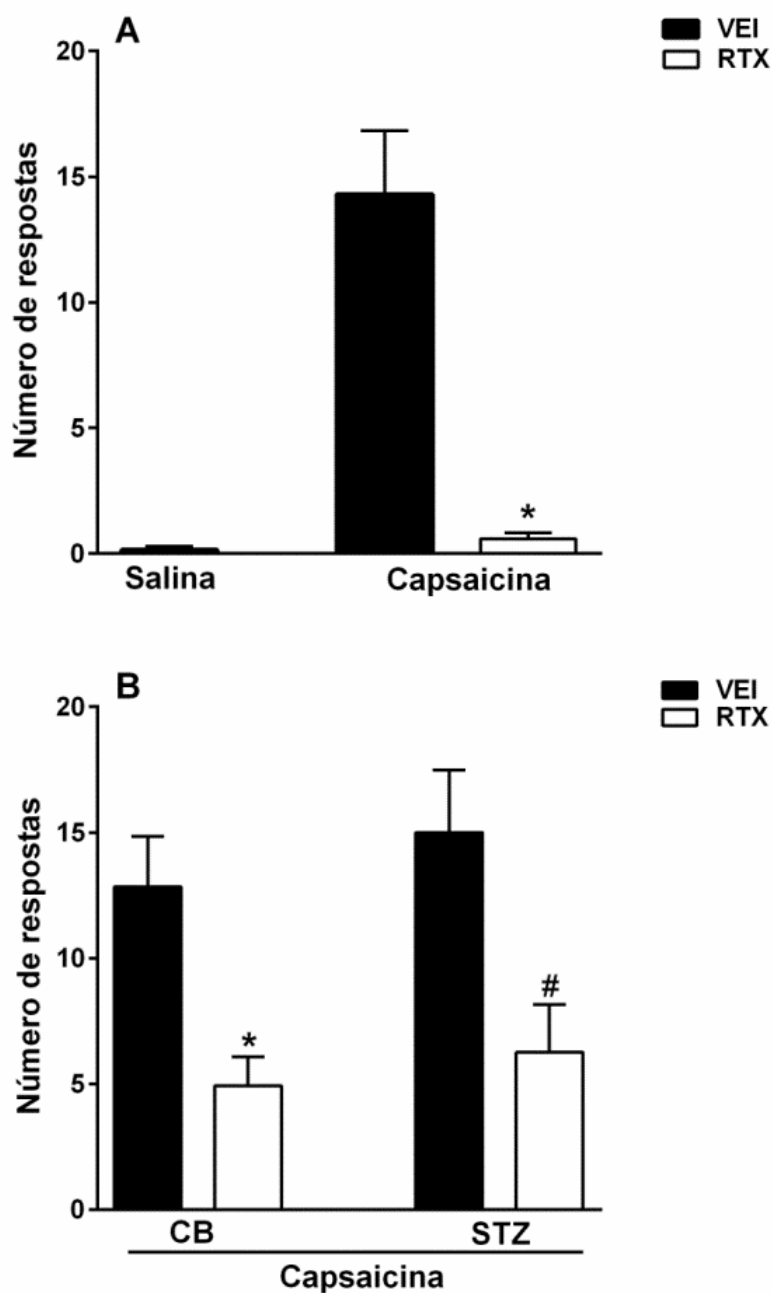 A
VEI
RTX
Número de respostas
20
15
10
5
0
*
Salina
Capsaicina
B
VEI
RTX
Número de respostas
20
15
10
5
0
*
#
CB
STZ
Capsaicina